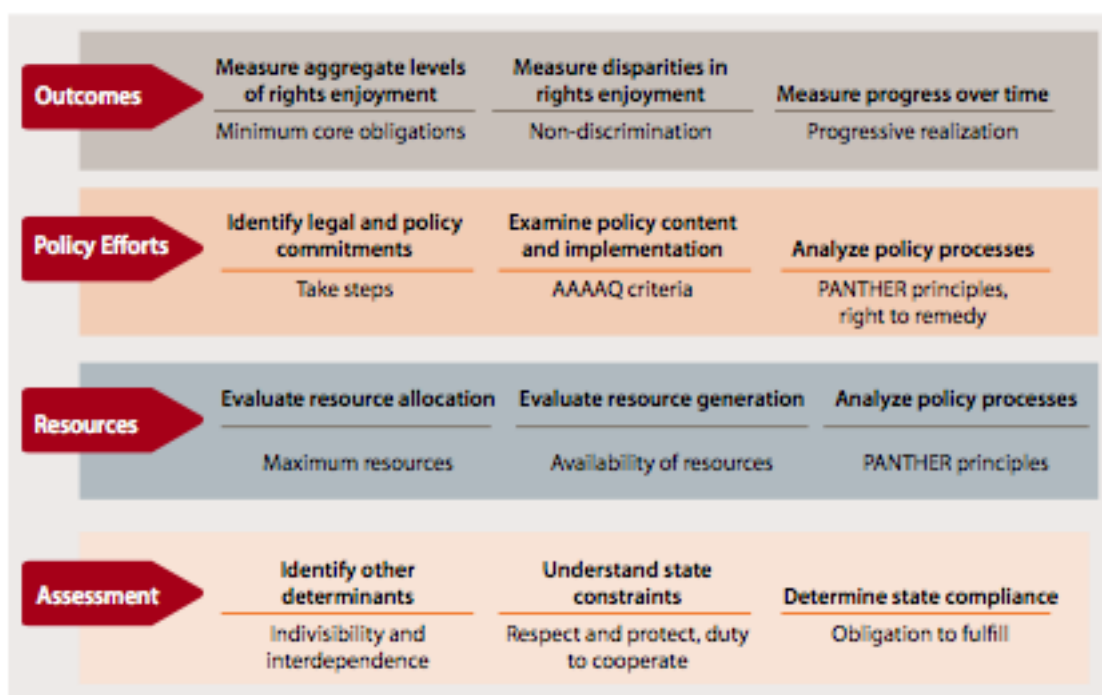 Outcomes
Measure aggregate levels
of rights enjoyment
Minimum core obligations
Measure disparities in
rights enjoyment
Non-discrimination
Measure progress over time
Progressive realization
Policy Efforts
Identify legal and policy
commitments
Take steps
Examine policy content
and implementation
AAAAQ criteria
Analyze policy processes
PANTHER principles,
right to remedy
Resources
Evaluate resource allocation
Maximum resources
Evaluate resource generation
Availability of resources
Analyze policy processes
PANTHER principles
Assessment
Identify other
determinants
Indivisibility and
interdependence
Understand state
constraints
Respect and protect, duty
to cooperate
Determine state compliance
Obligation to fulfill